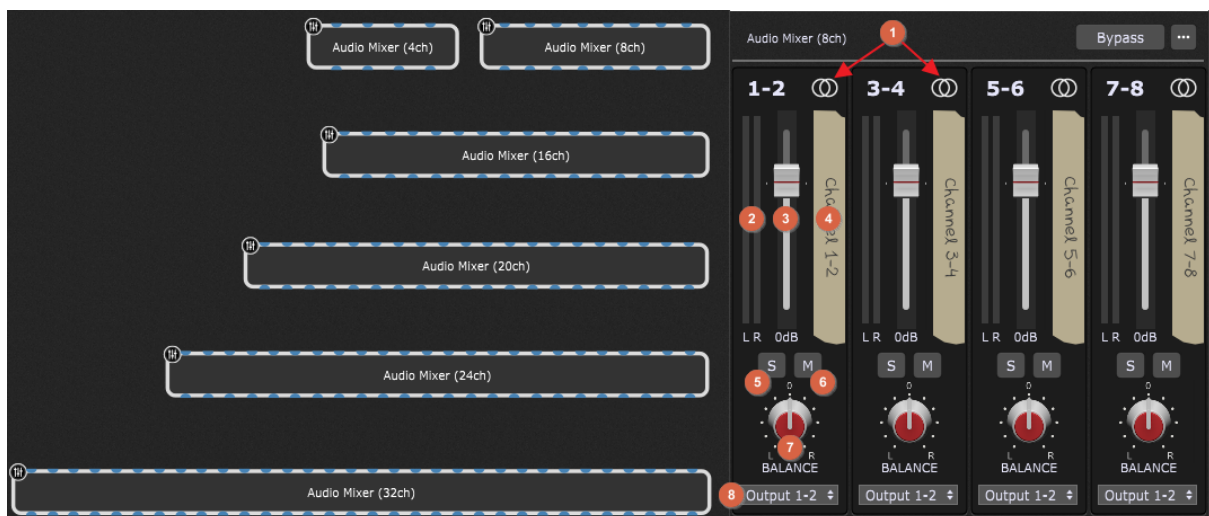 Audio Mixer (4ch)
Audio Mixer (8ch)
Audio Mixer (16ch)
Audio Mixer (20ch)
Audio Mixer (24ch)
Audio Mixer (32ch)
Audio Mixer (8ch) 1 Bypass ...
1-2 3-4 5-6 7-8
2 3 4
Channel 1-2
Channel 3-4
Channel 5-6
Channel 7-8
L R 0dB L R 0dB L R 0dB L R 0dB
S M S M S M S M
5 6
0 0 0 0
7
L R L R L R L R
BALANCE BALANCE BALANCE BALANCE
8 Output 1-2 Output 1-2 Output 1-2 Output 1-2